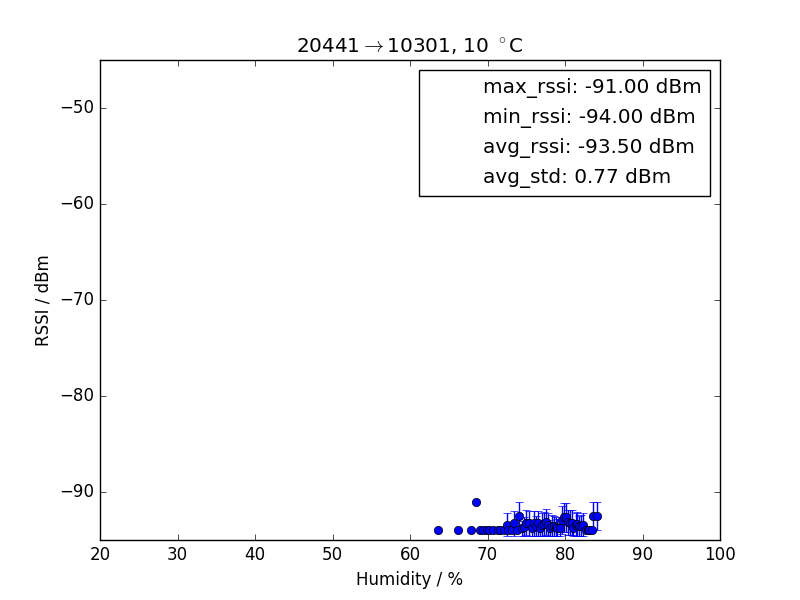 20441→10301, 10 °C
max_rssi: -91.00 dBm
min_rssi: -94.00 dBm
avg_rssi: -93.50 dBm
avg_std: 0.77 dBm
−50
−60
−70
−80
−90
RSSI / dBm
20 30 40 50 60 70 80 90 100
Humidity / %